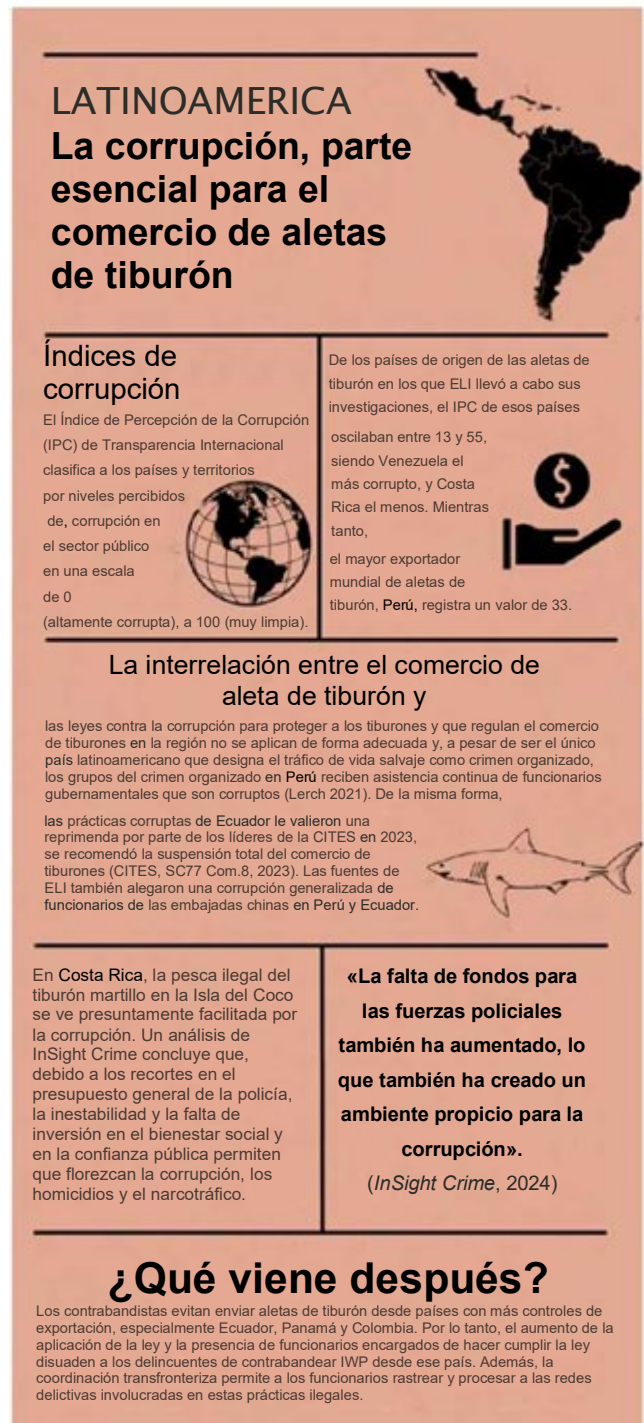 LATINOAMERICA
La corrupción, parte
esencial para el
comercio de aletas
de tiburón
Índices de
corrupción
El Índice de Percepción de la Corrupción
(IPC) de Transparencia Internacional
clasifica a los países y territorios
por niveles percibidos
de, corrupción en
el sector público
en una escala
de 0
(altamente corrupta), a 100 (muy limpia).
De los países de origen de las aletas de
tiburón en los que ELI llevó a cabo sus
investigaciones, el IPC de esos países
oscilaban entre 13 y 55,
siendo Venezuela el
más corrupto, y Costa
Rica el menos. Mientras
tanto,
el mayor exportador
mundial de aletas de
tiburón, Perú, registra un valor de 33.
La interrelación entre el comercio de
aleta de tiburón y
las leyes contra la corrupción para proteger a los tiburones y que regulan el comercio
de tiburones en la región no se aplican de forma adecuada y, a pesar de ser el único
país latinoamericano que designa el tráfico de vida salvaje como crimen organizado,
los grupos del crimen organizado en Perú reciben asistencia continua de funcionarios
gubernamentales que son corruptos (Lerch 2021). De la misma forma,
las prácticas corruptas de Ecuador le valieron una
reprimenda por parte de los líderes de la CITES en 2023,
se recomendó la suspensión total del comercio de
tiburones (CITES, SC77 Com.8, 2023). Las fuentes de
ELI también alegaron una corrupción generalizada de
funcionarios de las embajadas chinas en Perú y Ecuador.
En Costa Rica, la pesca ilegal del
tiburón martillo en la Isla del Coco
se ve presuntamente facilitada por
la corrupción. Un análisis de
InSight Crime concluye que,
debido a los recortes en el
presupuesto general de la policía,
la inestabilidad y la falta de
inversión en el bienestar social y
en la confianza pública permiten
que florezcan la corrupción, los
homicidios y el narcotráfico.
«La falta de fondos para
las fuerzas policiales
también ha aumentado, lo
que también ha creado un
ambiente propicio para la
corrupción».
(InSight Crime, 2024)
¿Qué viene después?
Los contrabandistas evitan enviar aletas de tiburón desde países con más controles de
exportación, especialmente Ecuador, Panamá y Colombia. Por lo tanto, el aumento de la
aplicación de la ley y la presencia de funcionarios encargados de hacer cumplir la ley
disuaden a los delincuentes de contrabandear IWP desde ese país. Además, la
coordinación transfronteriza permite a los funcionarios rastrear y procesar a las redes
delictivas involucradas en estas prácticas ilegales.